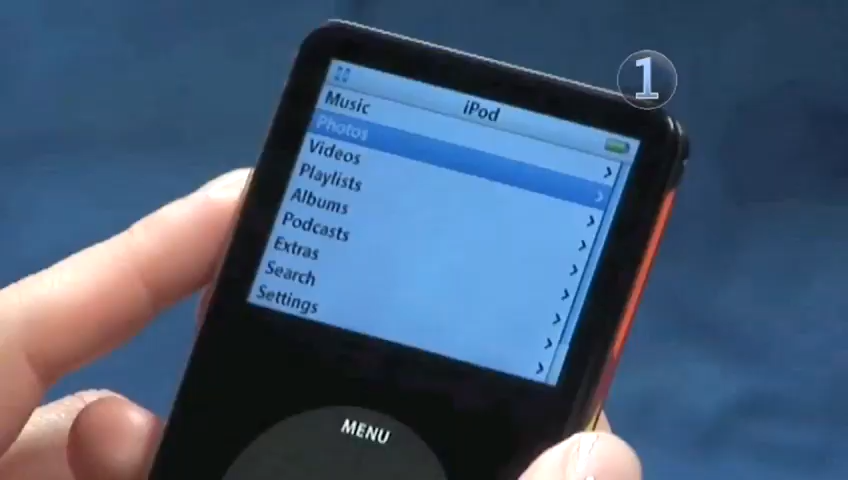 1
iPod
Music
Photos
Videos
Playlists
Albums
Podcasts
Extras
Search
Settings
MENU